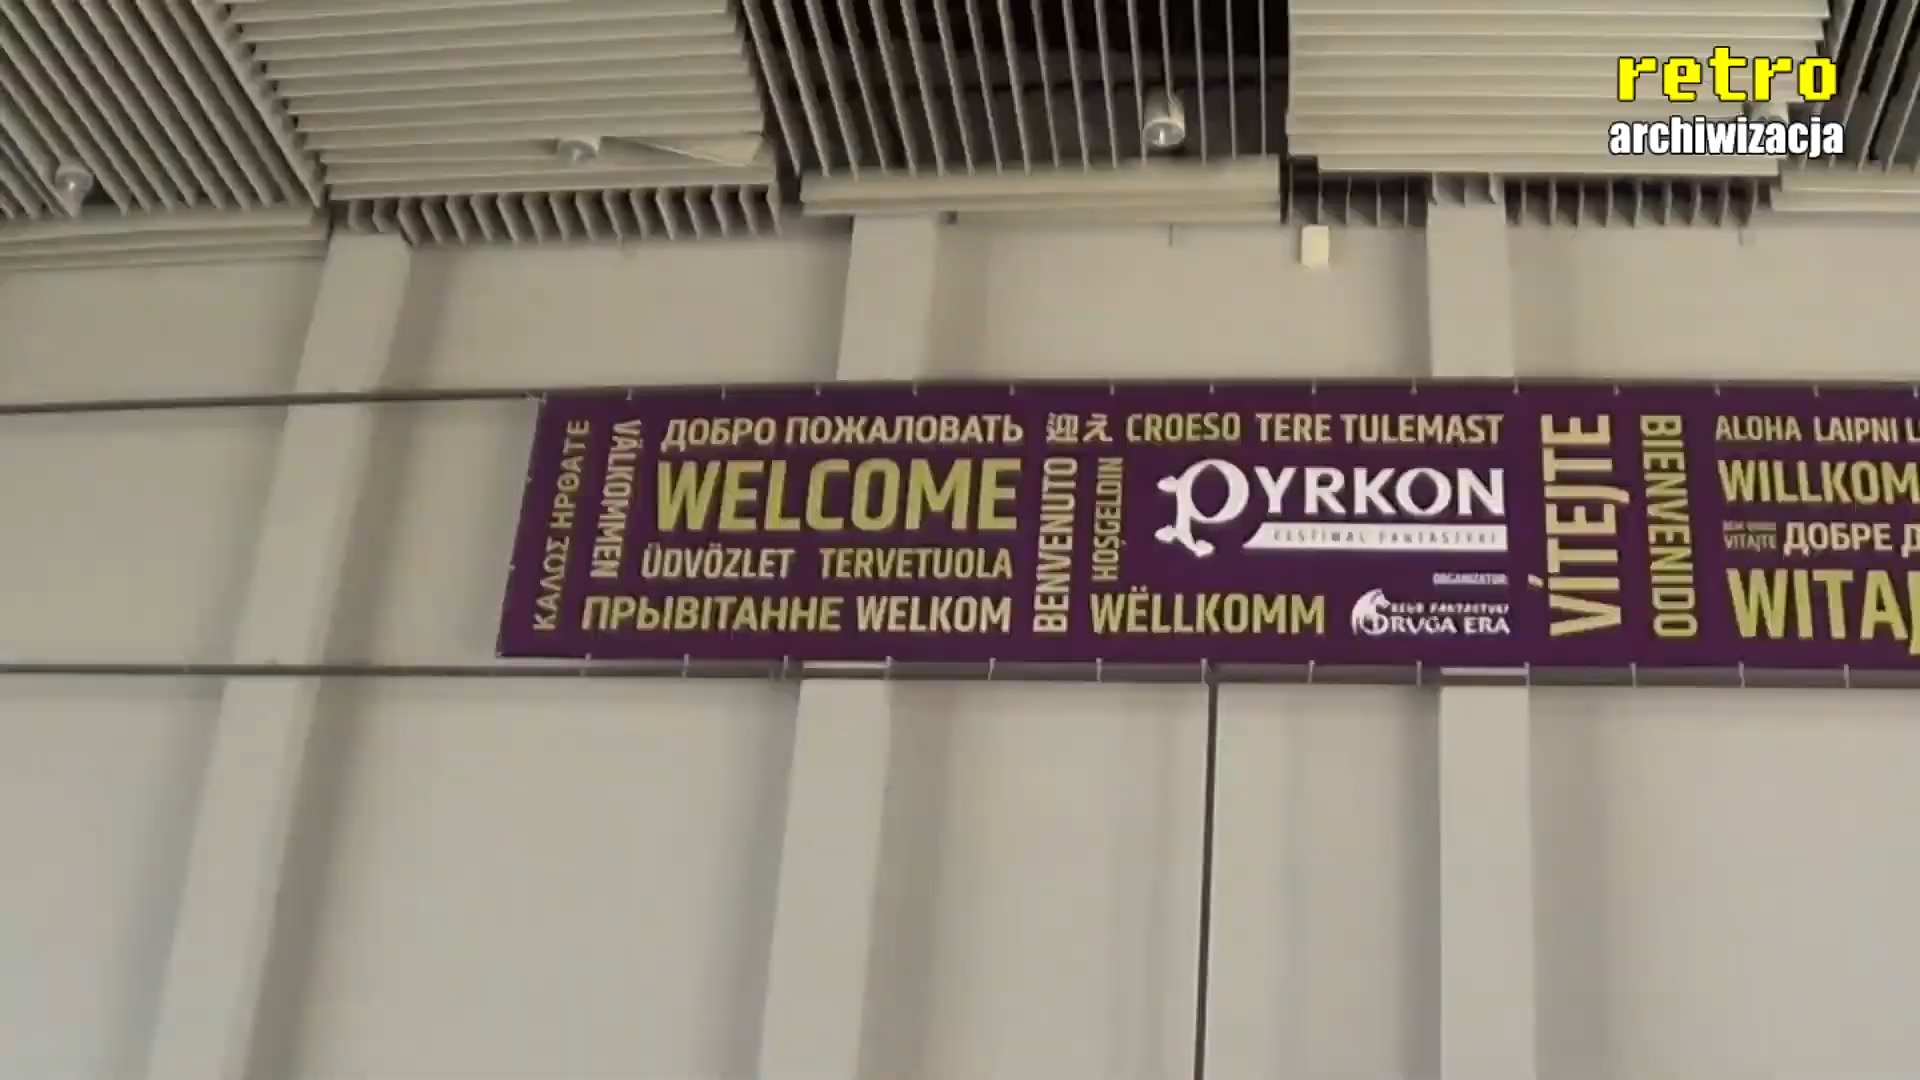 retro
archiwizacja
ΚΑΛΩΣ ΗΡΘΑΤΕ
VÄLKOMMEN
ДОБРО ПОЖАЛОВАТЬ
WELCOME
ÜDVÖZLET TERVETUOLA
ПРЫВІТАННЕ WELKOM
迎え
BENVENUTO
HOŞGELDIN
CROESO TERE TULEMAST
PYRKON
FESTIWAL FANTASTYKI
ORGANIZATOR:
WËLLKOMM
KLUB FANTASTYKI
DRUGA ERA
VÍTEJTE
BIENVENIDO
ALOHA LAIPNI L
WILLKOM
VITAJTE ДОБРЕ Д
WITAJ